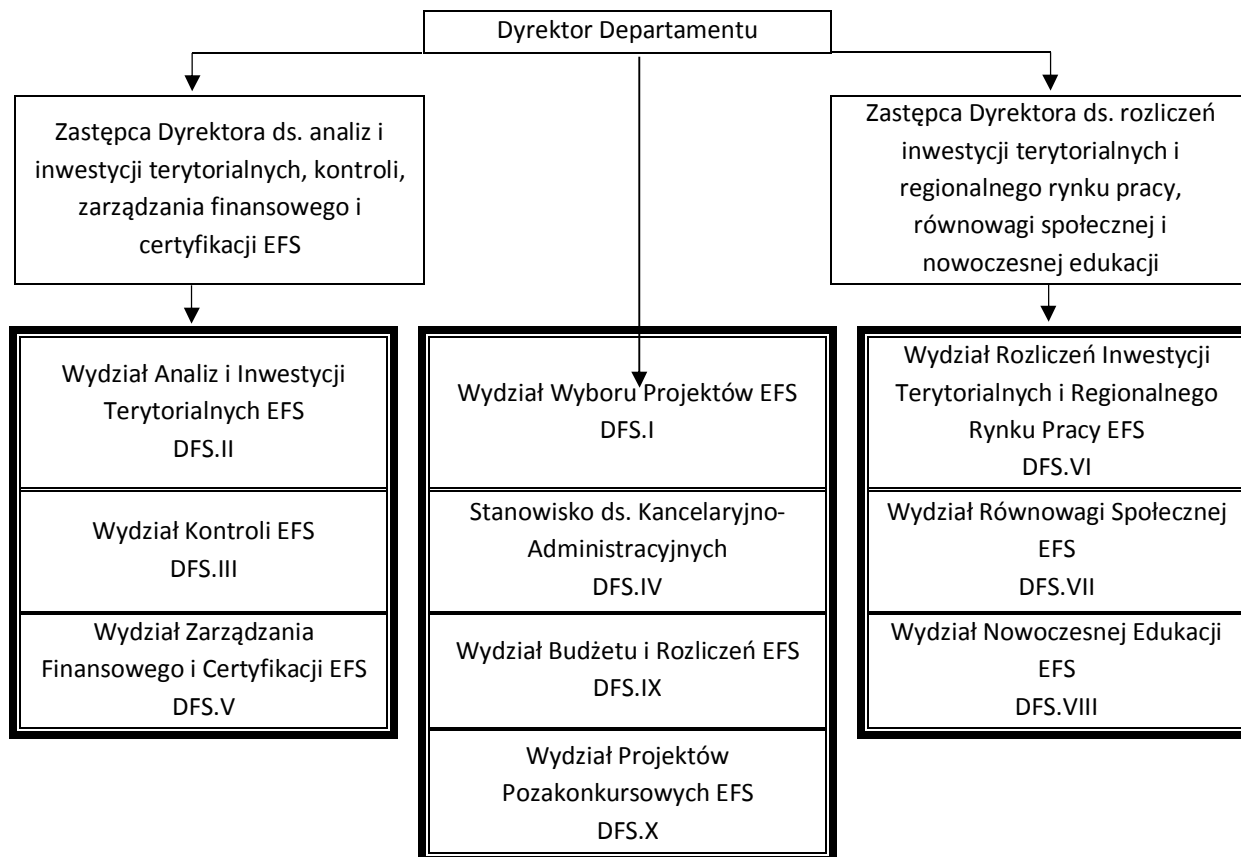 Dyrektor Departamentu
Zastępca Dyrektora ds. analiz i
inwestycji terytorialnych, kontroli,
zarządzania finansowego i
certyfikacji EFS
Zastępca Dyrektora ds. rozliczeń
inwestycji terytorialnych i
regionalnego rynku pracy,
równowagi społecznej i
nowoczesnej edukacji
Wydział Analiz i Inwestycji
Terytorialnych EFS
DFS.II
Wydział Kontroli EFS
DFS.III
Wydział Zarządzania
Finansowego i Certyfikacji EFS
DFS.V
Wydział Wyboru Projektów EFS
DFS.I
Stanowisko ds. Kancelaryjno-
Administracyjnych
DFS.IV
Wydział Budżetu i Rozliczeń EFS
DFS.IX
Wydział Projektów
Pozakonkursowych EFS
DFS.X
Wydział Rozliczeń Inwestycji
Terytorialnych i Regionalnego
Rynku Pracy EFS
DFS.VI
Wydział Równowagi Społecznej
EFS
DFS.VII
Wydział Nowoczesnej Edukacji
EFS
DFS.VIII